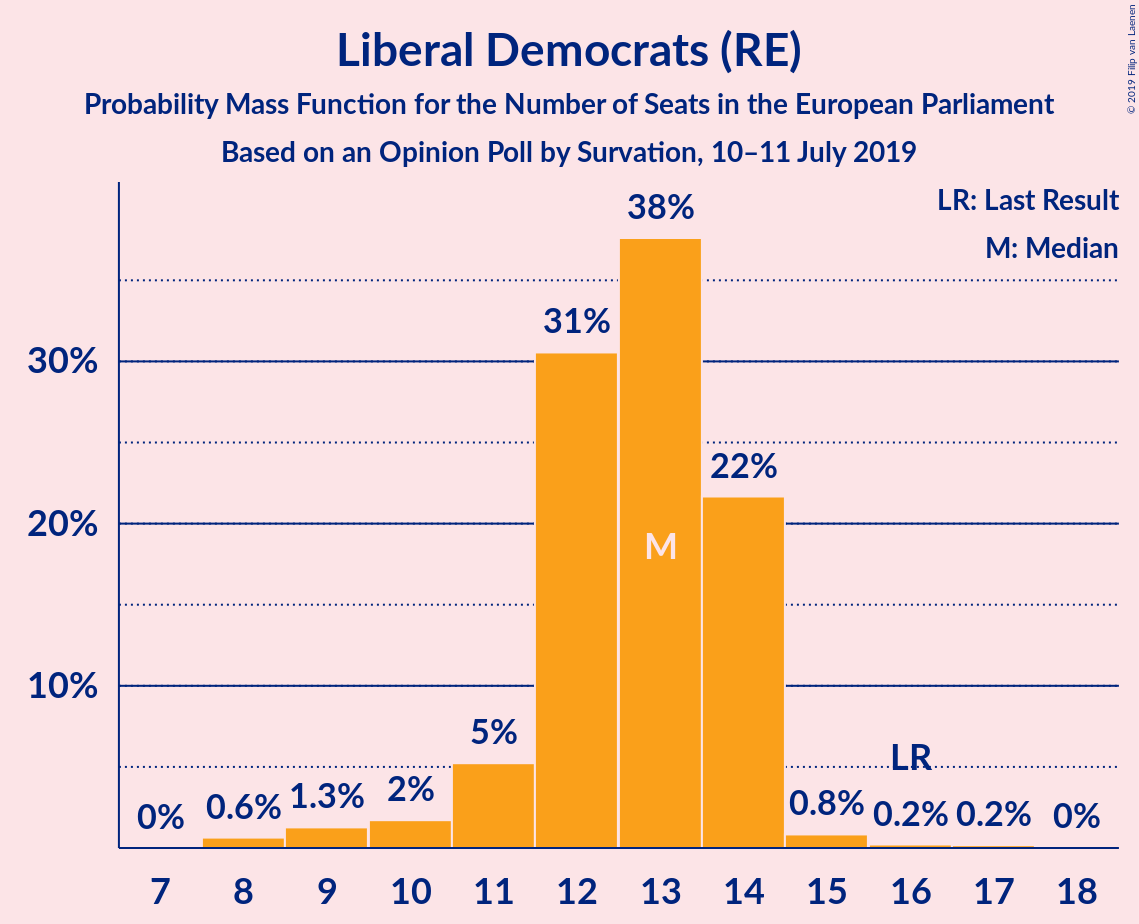 Liberal Democrats (RE)
Probability Mass Function for the Number of Seats in the European Parliament
Based on an Opinion Poll by Survation, 10–11 July 2019
© 2019 Filip van Laenen
LR: Last Result
M: Median
38%
31%
30%
22%
20%
M
10%
5%
LR
0% 0.6% 1.3% 2% 0.8% 0.2% 0.2% 0%
7 8 9 10 11 12 13 14 15 16 17 18